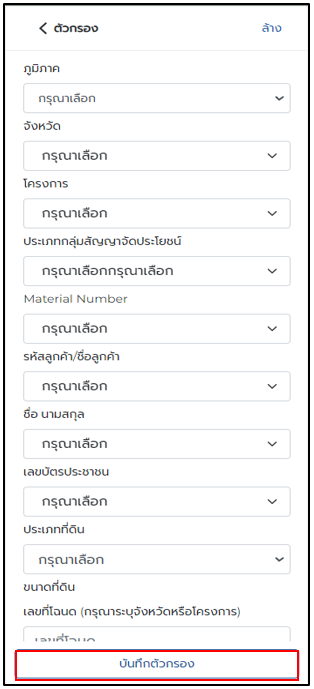 ตัวกรอง ล้าง
ภูมิภาค
กรุณาเลือก
จังหวัด
กรุณาเลือก
โครงการ
กรุณาเลือก
ประเภทกลุ่มสัญญาจัดประโยชน์
กรุณาเลือกกรุณาเลือก
Material Number
กรุณาเลือก
รหัสลูกค้า/ชื่อลูกค้า
กรุณาเลือก
ชื่อ นามสกุล
กรุณาเลือก
เลขบัตรประชาชน
กรุณาเลือก
ประเภทที่ดิน
กรุณาเลือก
ขนาดที่ดิน
เลขที่โฉนด (กรุณาระบุจังหวัดหรือโครงการ)
เลขที่โฉนด
บันทึกตัวกรอง